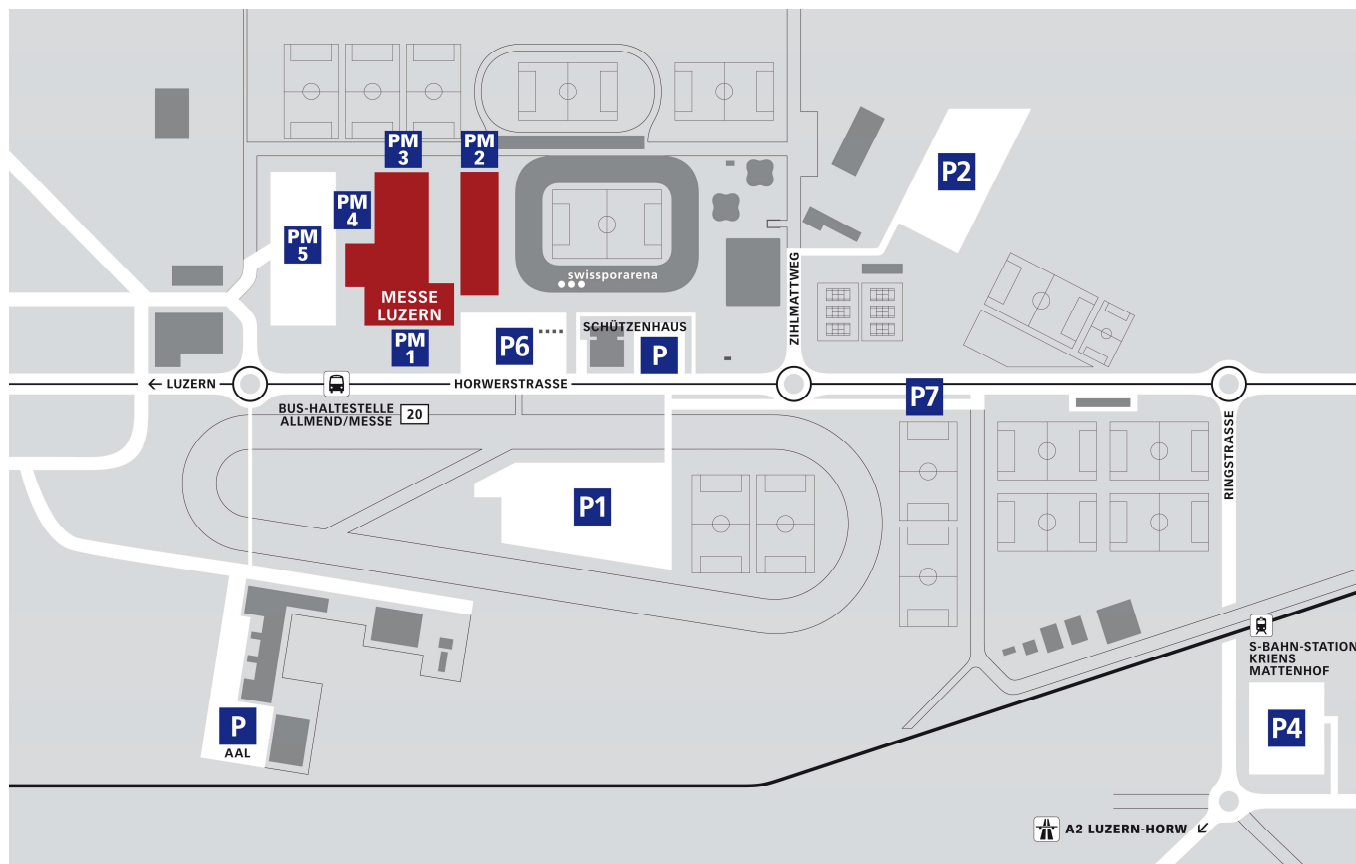 PM
3
PM
2
P2
PM
4
PM
5
swissporarena
MESSE
LUZERN
ZIHLMATTWEG
PM
1
P6
SCHÜTZENHAUS
P
← LUZERN
HORWERSTRASSE
P7
BUS-HALTESTELLE
ALLMEND/MESSE
20
RINGSTRASSE
P1
S-BAHN-STATION
KRIENS
MATTENHOF
P
AAL
P4
A2 LUZERN-HORW ↙